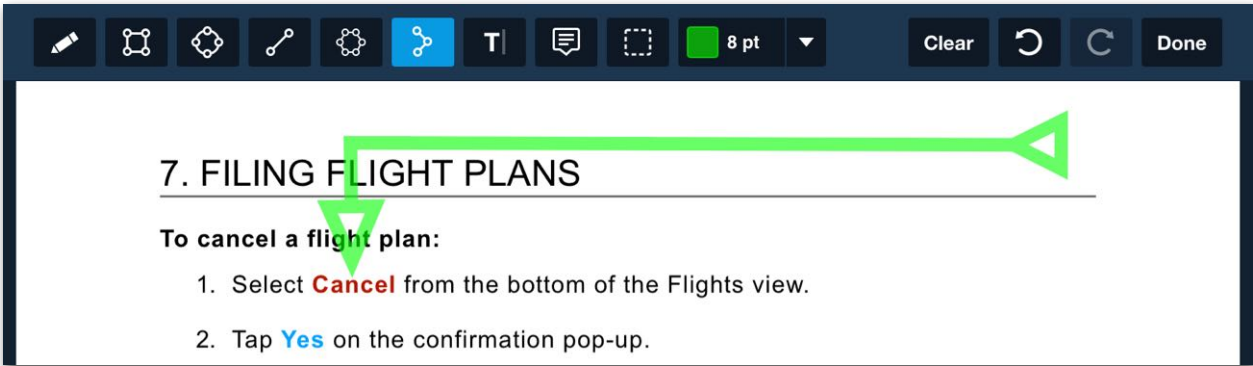 T 8 pt Clear Done
7. FILING FLIGHT PLANS
To cancel a flight plan:
1. Select Cancel from the bottom of the Flights view.
2. Tap Yes on the confirmation pop-up.